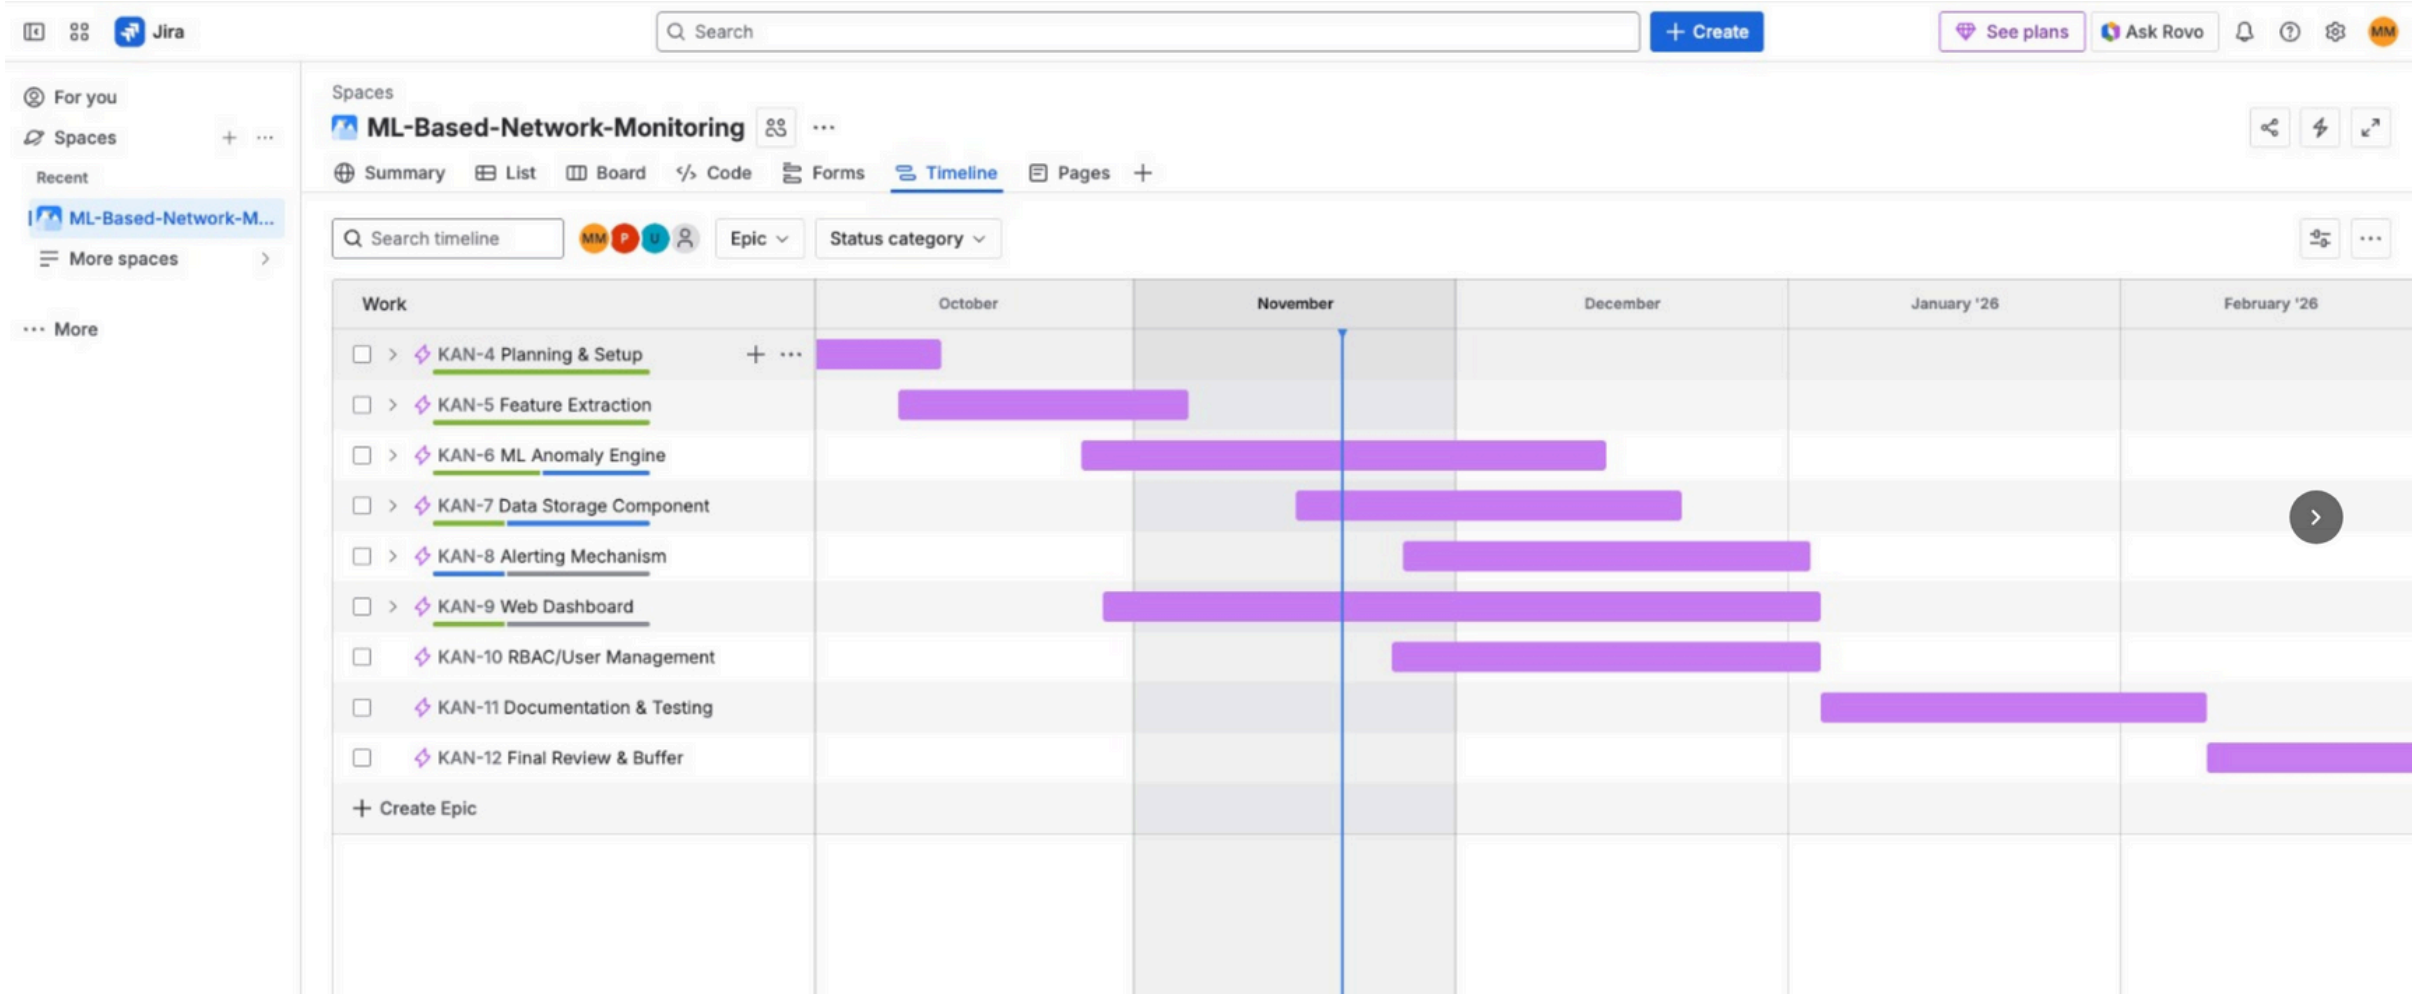 Jira
Search
+ Create
See plans
Ask Rovo
MM
For you
Spaces
Recent
ML-Based-Network-M...
More spaces
More
Spaces
ML-Based-Network-Monitoring
Summary List Board Code Forms Timeline Pages
Search timeline MM P U Epic Status category
Work October November December January '26 February '26
KAN-4 Planning & Setup
KAN-5 Feature Extraction
KAN-6 ML Anomaly Engine
KAN-7 Data Storage Component
KAN-8 Alerting Mechanism
KAN-9 Web Dashboard
KAN-10 RBAC/User Management
KAN-11 Documentation & Testing
KAN-12 Final Review & Buffer
+ Create Epic